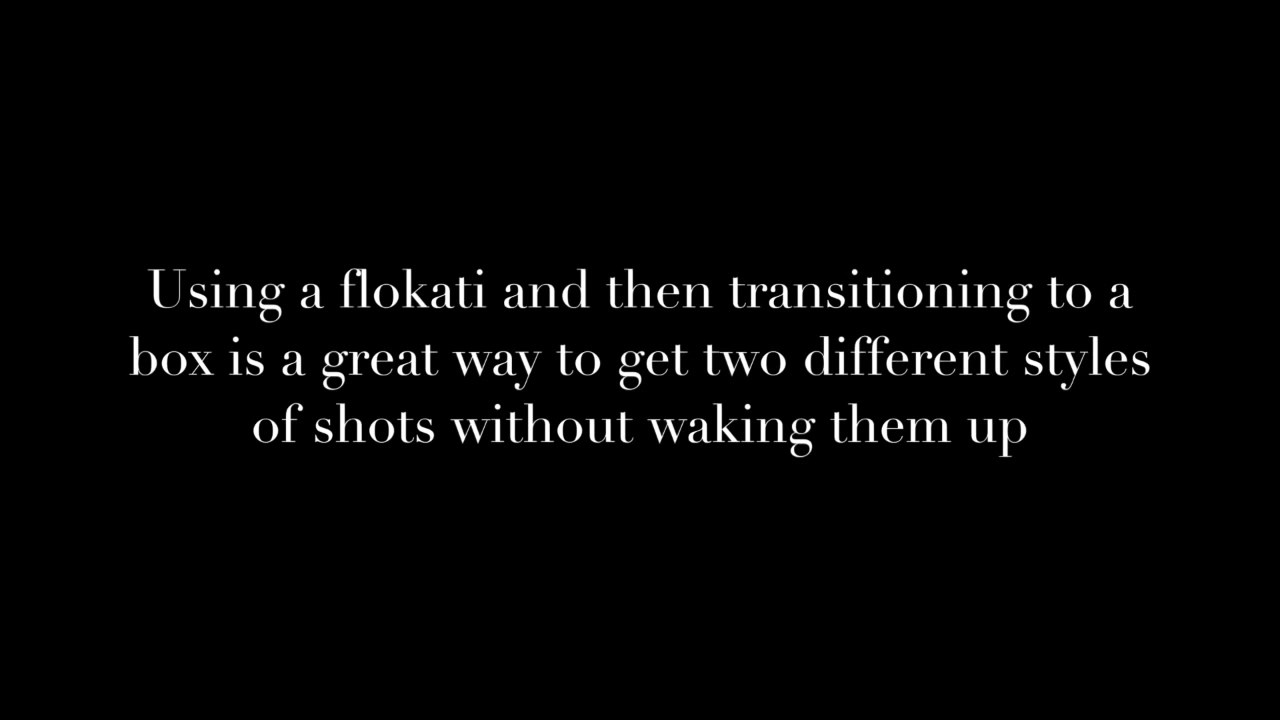 Using a flokati and then transitioning to a
box is a great way to get two different styles
of shots without waking them up